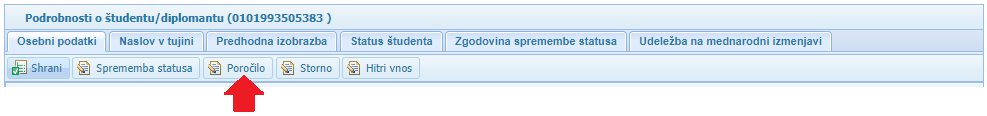 Podrobnosti o študentu/diplomantu (0101993505383 )
Osebni podatki Naslov v tujini Predhodna izobrazba Status študenta Zgodovina spremembe statusa Udeležba na mednarodni izmenjavi
Shrani Sprememba statusa Poročilo Storno Hitri vnos